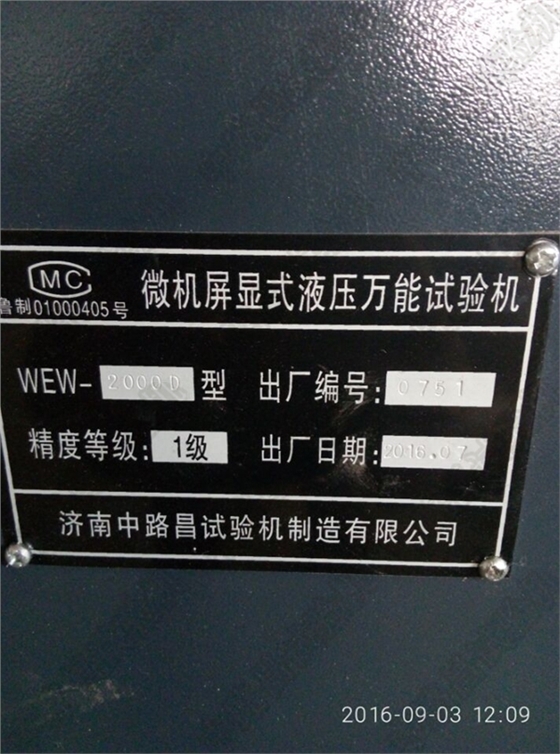 MC
鲁制01000405号
微机屏显式液压万能试验机
WEW-2000D型 出厂编号:0751
精度等级:1级 出厂日期:2016.07
济南中路昌试验机制造有限公司
2016-09-03 12:09